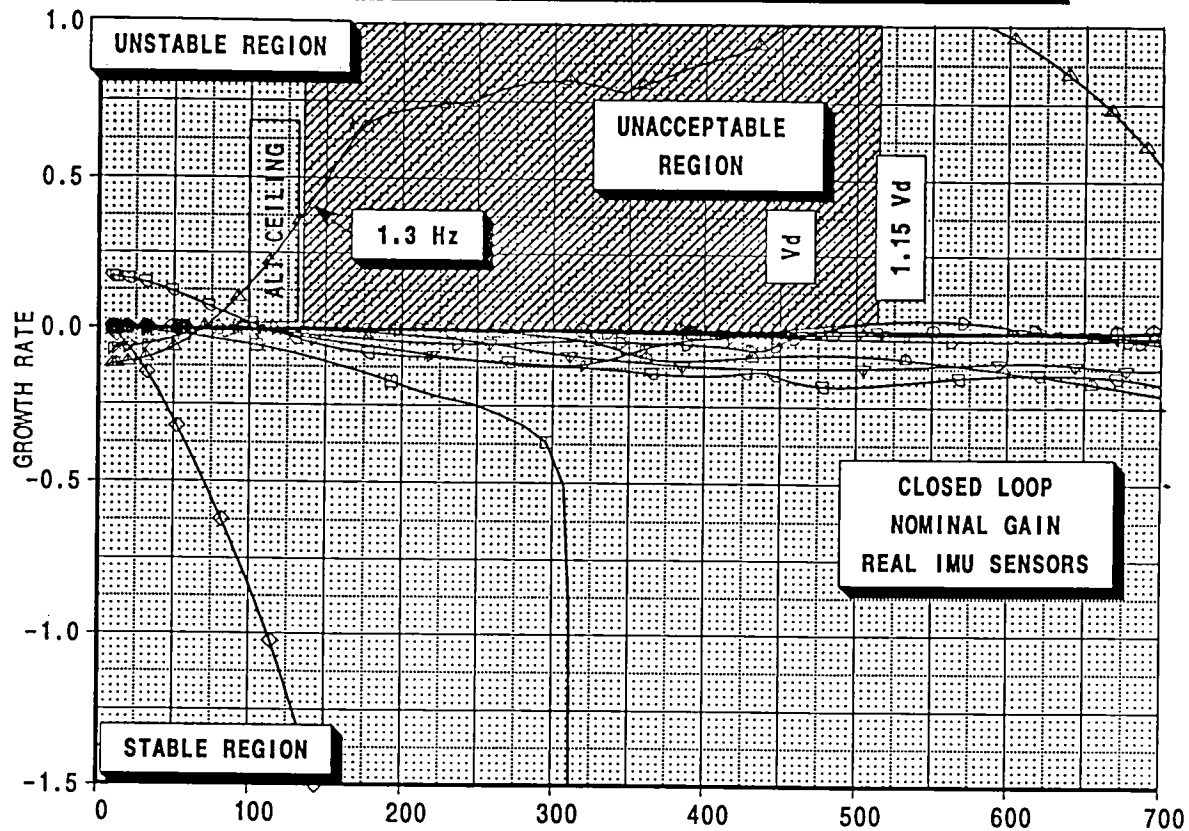 1.0
UNSTABLE REGION
UNACCEPTABLE
REGION
ALT CEILING
0.5
1.3 Hz
Vd
1.15 Vd
0.0
GROWTH RATE
-0.5
CLOSED LOOP
NOMINAL GAIN
REAL IMU SENSORS
-1.0
STABLE REGION
-1.5
0
100
200
300
400
500
600
700